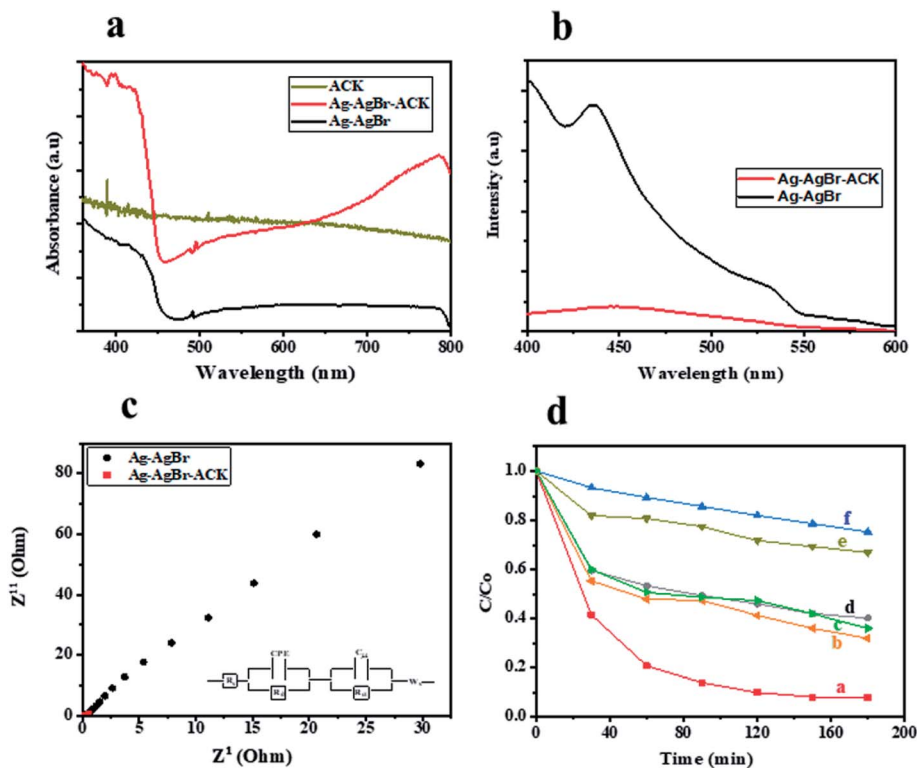 a
ACK
Ag-AgBr-ACK
Ag-AgBr
Absorbance (a.u)
400 500 600 700 800
Wavelength (nm)
b
Ag-AgBr-ACK
Ag-AgBr
Intensity (a.u)
400 450 500 550 600
Wavelength (nm)
c
Ag-AgBr
Ag-AgBr-ACK
Z¹¹ (Ohm)
80
60
40
20
0
CPE
0 5 10 15 20 25 30
Z¹ (Ohm)
d
C/Co
1.0
0.8
0.6
0.4
0.2
0.0
f
e
d
c
b
a
0 40 80 120 160 200
Time (min)